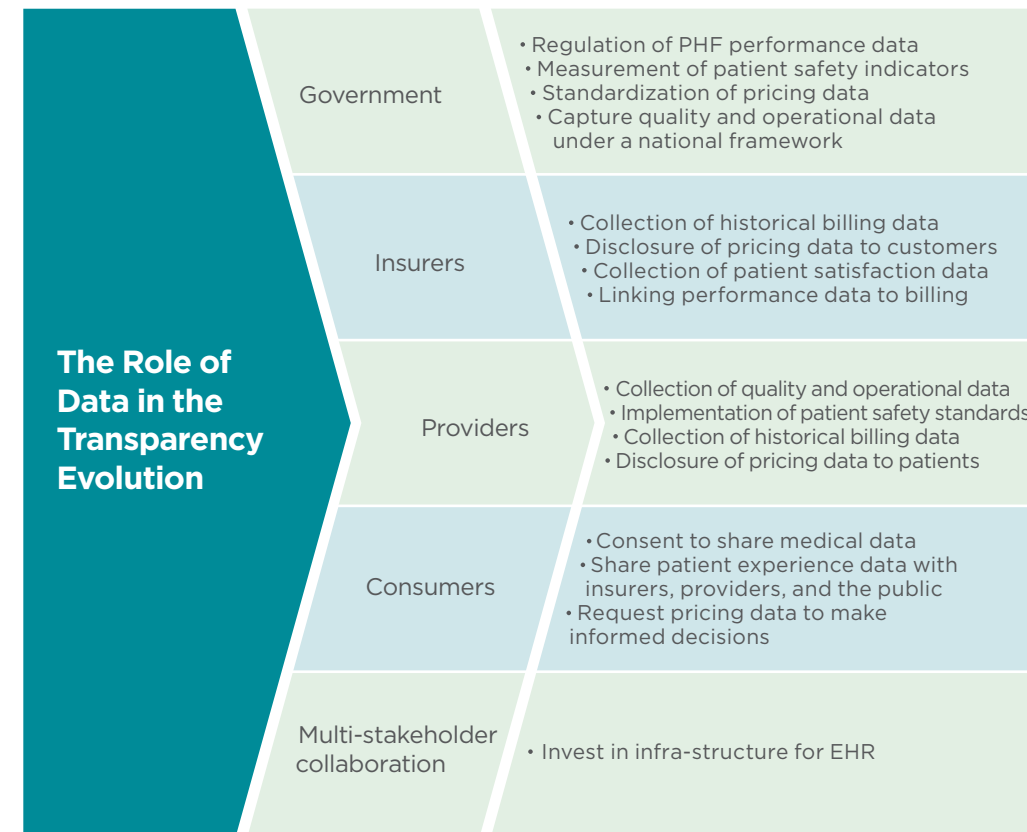 The Role of
Data in the
Transparency
Evolution
Government
• Regulation of PHF performance data
• Measurement of patient safety indicators
• Standardization of pricing data
• Capture quality and operational data
under a national framework
Insurers
• Collection of historical billing data
• Disclosure of pricing data to customers
• Collection of patient satisfaction data
• Linking performance data to billing
Providers
• Collection of quality and operational data
• Implementation of patient safety standards
• Collection of historical billing data
• Disclosure of pricing data to patients
Consumers
• Consent to share medical data
• Share patient experience data with
insurers, providers, and the public
• Request pricing data to make
informed decisions
Multi-stakeholder
collaboration
• Invest in infra-structure for EHR